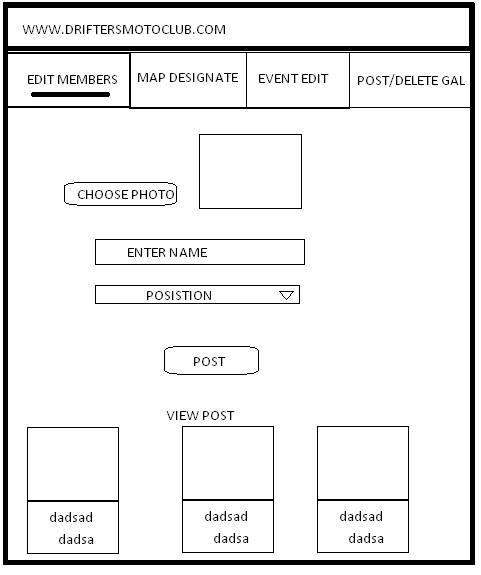 WWW.DRIFTERSMOTOCLUB.COM
EDIT MEMBERS MAP DESIGNATE EVENT EDIT POST/DELETE GAL
CHOOSE PHOTO
ENTER NAME
POSISTION
POST
VIEW POST
dadsad dadsad dadsad
dadsa dadsa dadsa